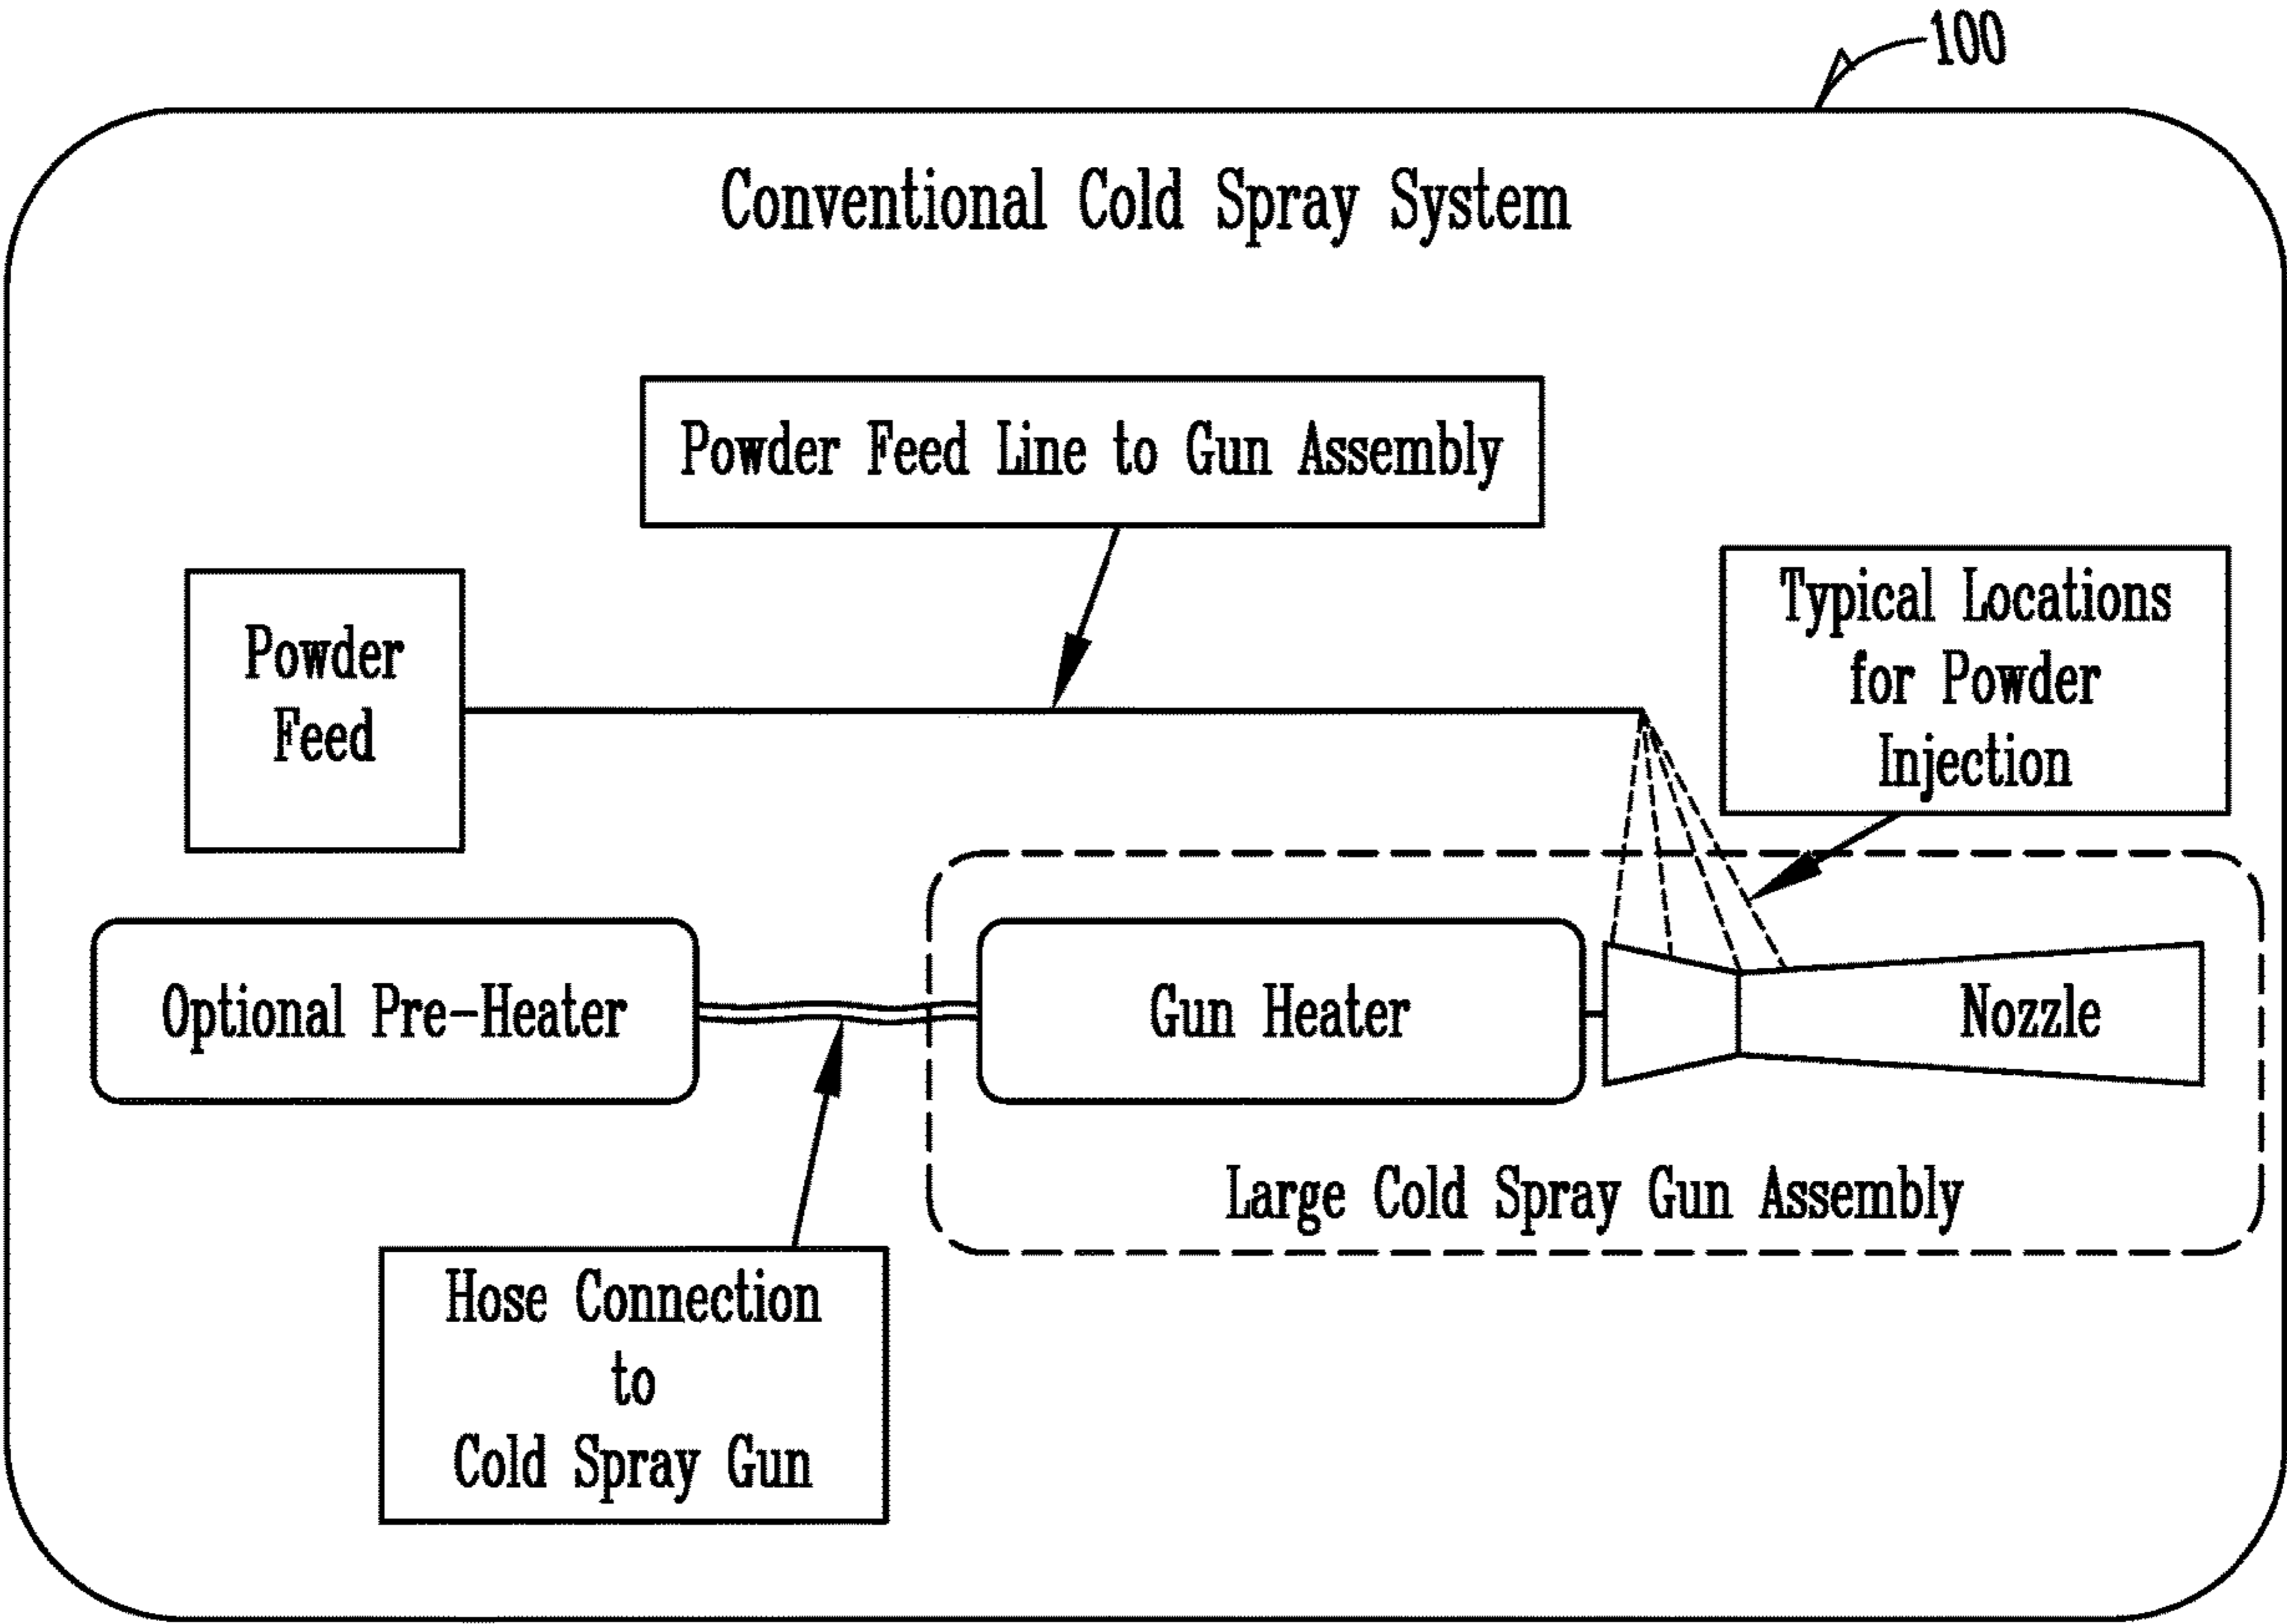 100
Conventional Cold Spray System
Powder Feed Line to Gun Assembly
Powder
Feed
Typical Locations
for Powder
Injection
Optional Pre-Heater
Gun Heater
Nozzle
Large Cold Spray Gun Assembly
Hose Connection
to
Cold Spray Gun